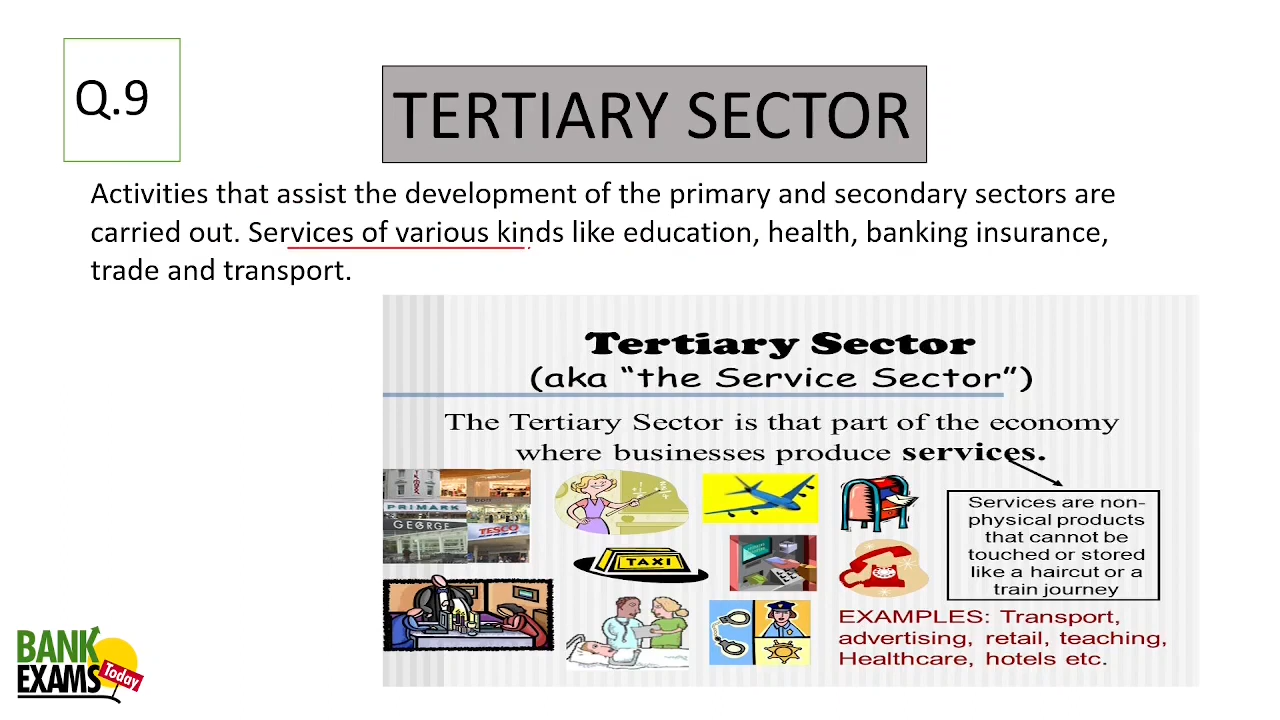 Q.9
TERTIARY SECTOR
Activities that assist the development of the primary and secondary sectors are
carried out. Services of various kinds like education, health, banking insurance,
trade and transport.
Tertiary Sector
(aka “the Service Sector”)
The Tertiary Sector is that part of the economy
where businesses produce services.
PRIMARK
GEORGE
TESCO
TAXI
Services are non-
physical products
that cannot be
touched or stored
like a haircut or a
train journey
EXAMPLES: Transport,
advertising, retail, teaching,
Healthcare, hotels etc.
BANK
EXAMS
Today